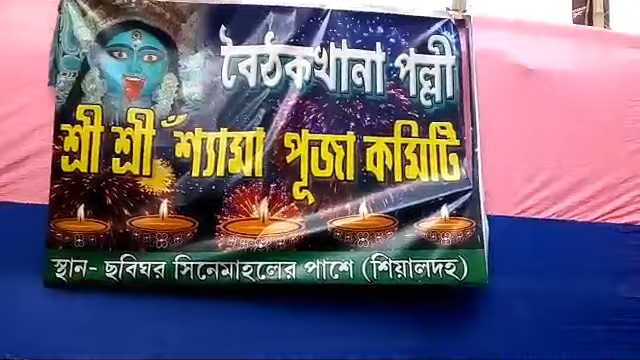 বৈঠকখানা পল্লী
শ্রী শ্রী শ্যামা পূজা কমিটি
স্থান- ছবিঘর সিনেমাহলের পাশে (শিয়ালদহ)